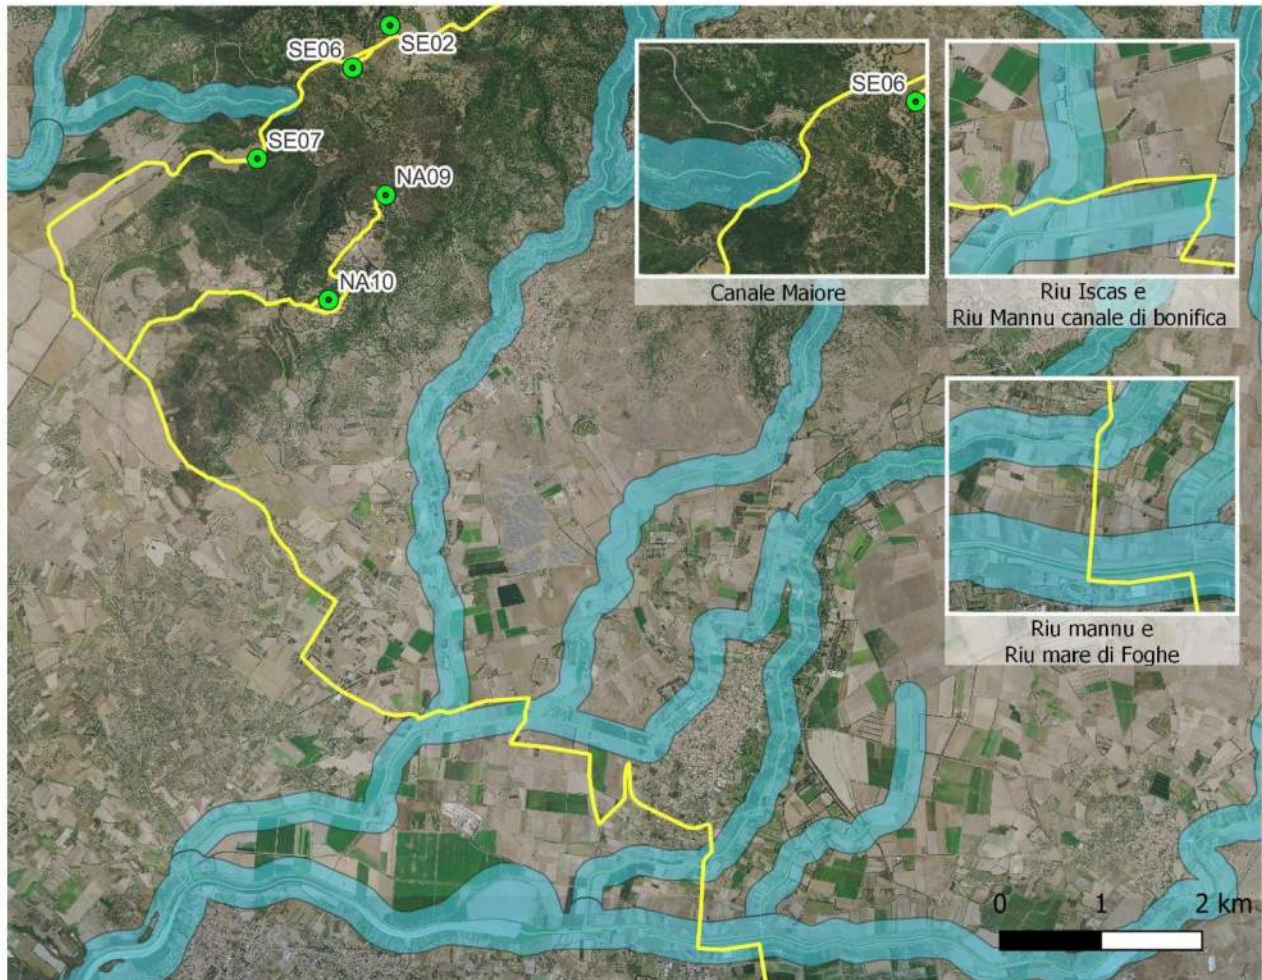 SE02
SE06
SE07
NA09
NA10
SE06
Canale Maiore
Riu Iscas e
Riu Mannu canale di bonifica
Riu mannu e
Riu mare di Foghe
0 1 2 km